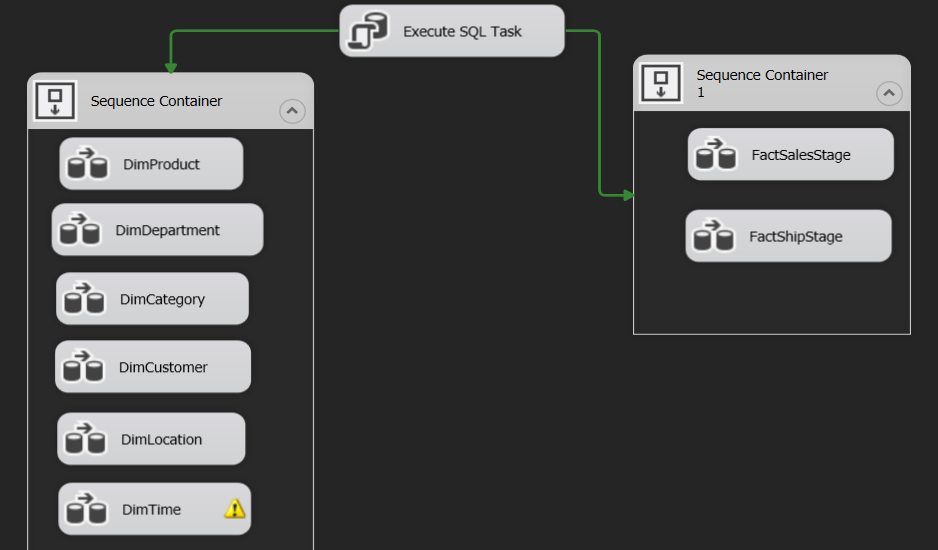 Execute SQL Task
Sequence Container
DimProduct
DimDepartment
DimCategory
DimCustomer
DimLocation
DimTime
Sequence Container
1
FactSalesStage
FactShipStage